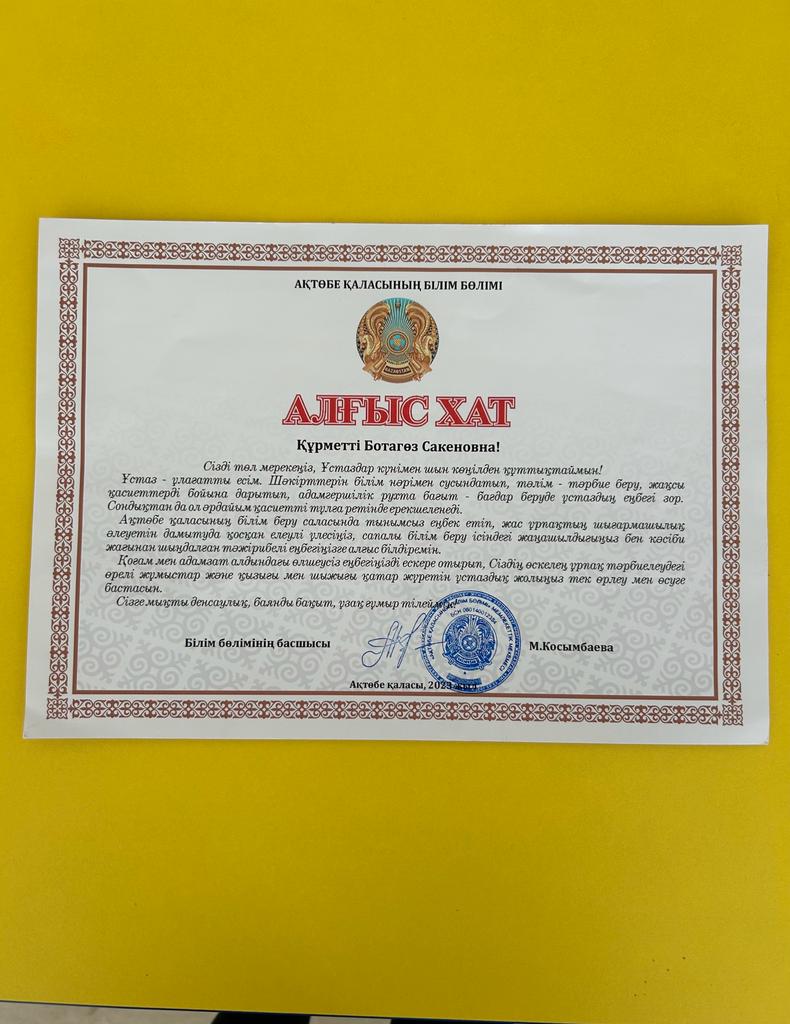 АҚТӨБЕ ҚАЛАСЫНЫҢ БІЛІМ БӨЛІМІ
ҚАЗАҚСТАН
АЛҒЫС ХАТ
Құрметті Ботагөз Сакеновна!
Сізді төл мерекеңіз, Ұстаздар күнімен шын көңілден құттықтаймын!
Ұстаз - ұлағатты есім. Шәкірттерін білім нәрімен сусындатып, тәлім - тәрбие беру, жақсы
қасиеттерді бойына дарытып, адамгершілік рухта бағыт - бағдар беруде ұстаздың еңбегі зор.
Сондықтан да ол әрдайым қасиетті тұлға ретінде ерекшеленеді.
Ақтөбе қаласының білім беру саласында тынымсыз еңбек етіп, жас ұрпақтың шығармашылық
әлеуетін дамытуда қосқан елеулі үлесіңіз, сапалы білім беру ісіндегі жаңашылдығыңыз бен кәсіби
жағынан шыңдалған тәжірибелі еңбегіңізге алғыс білдіремін.
Қоғам мен адамзат алдындағы өлшеусіз еңбегіңізді ескере отырып, Сіздің өскелең ұрпақ тәрбиелеудегі
өрелі жұмыстар және қызығы мен шыжығы қатар жүретін ұстаздық жолыңыз тек өрлеу мен өсуге
бастасын.
Сізге мықты денсаулық, баянды бақыт, ұзақ ғұмыр тілеймін!
Білім бөлімінің басшысы
М.Косымбаева
Ақтөбе қаласы, жыл